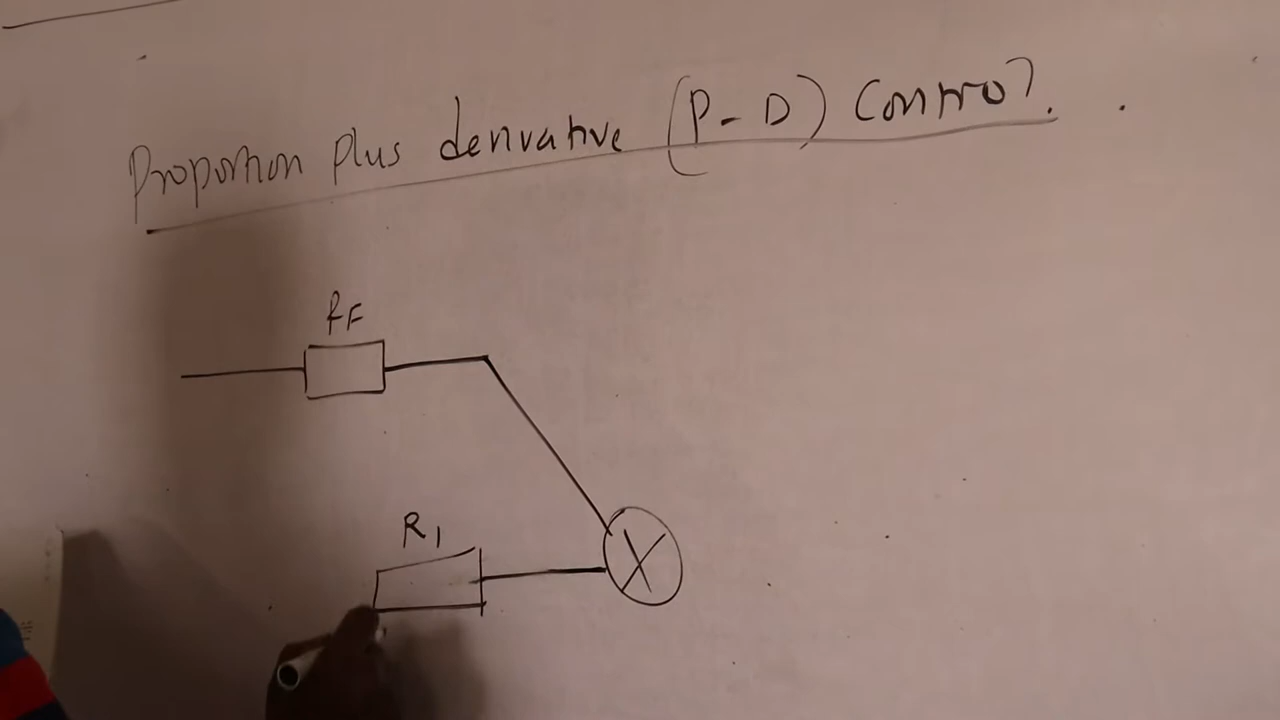 Proportion Plus derivative (P-D) Control.
RF
R1
X